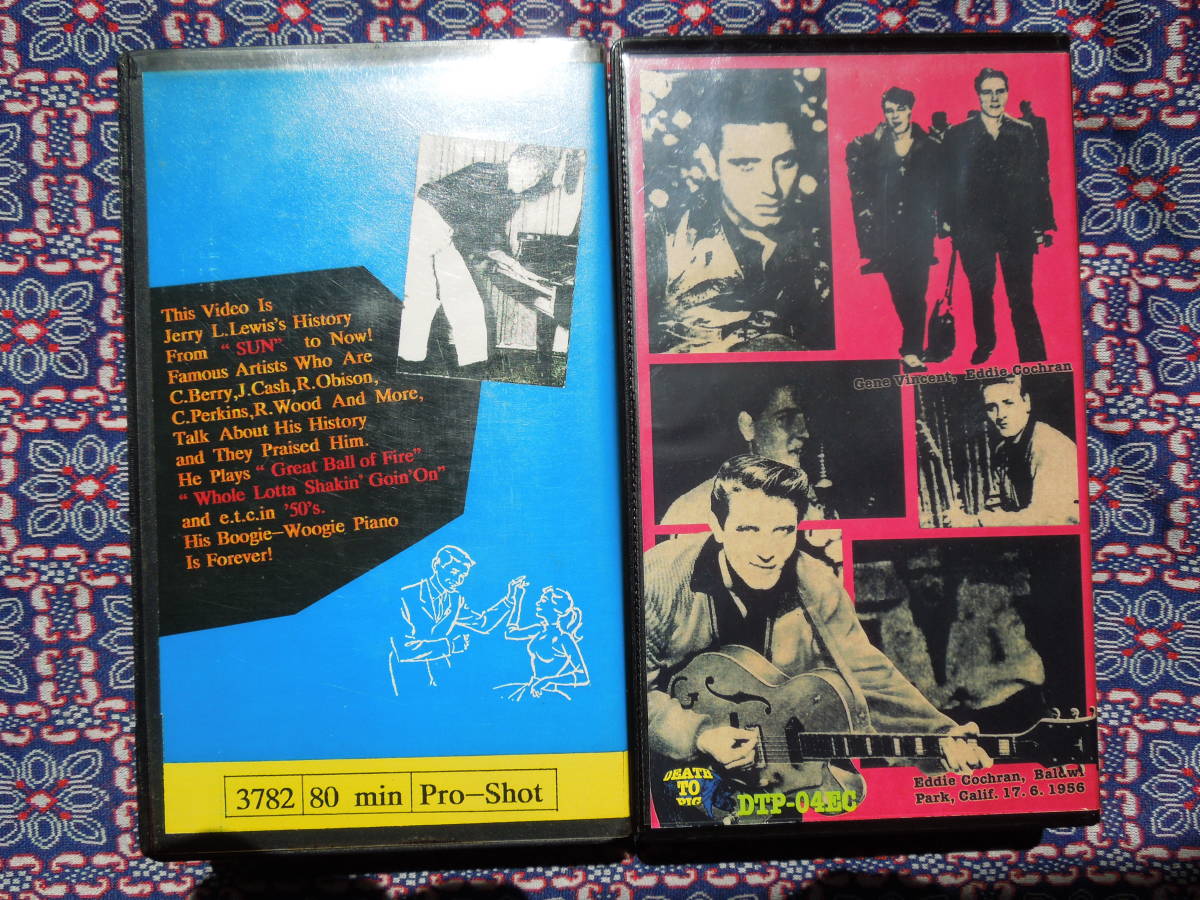 This Video Is
Jerry L.Lewis's History
From " SUN" to Now!
Famous Artists Who Are
C.Berry,J.Cash,R.Obison,
C.Perkins,R.Wood And More,
Talk About His History
and They Praised Him.
He Plays " Great Ball of Fire"
" Whole Lotta Shakin' Goin'On"
and e.t.c.in '50's.
His Boogie-Woogie Piano
Is Forever!
3782 80 min Pro-Shot
Gene Vincent, Eddie Cochran
Eddie Cochran, Baldwi
Park, Calif. 17. 6. 1956
DEATH
TO
PIG
DTP-04EC